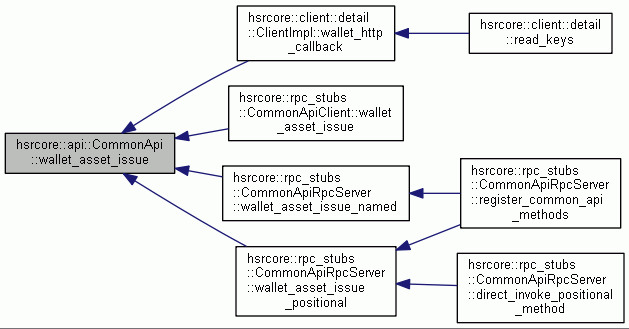 hsrcore::client::detail
::ClientImpl::wallet_http
_callback
hsrcore::client::detail
::read_keys
hsrcore::rpc_stubs
::CommonApiClient::wallet
_asset_issue
hsrcore::api::CommonApi
::wallet_asset_issue
hsrcore::rpc_stubs
::CommonApiRpcServer
::wallet_asset_issue_named
hsrcore::rpc_stubs
::CommonApiRpcServer
::register_common_api
_methods
hsrcore::rpc_stubs
::CommonApiRpcServer
::wallet_asset_issue
_positional
hsrcore::rpc_stubs
::CommonApiRpcServer
::direct_invoke_positional
_method